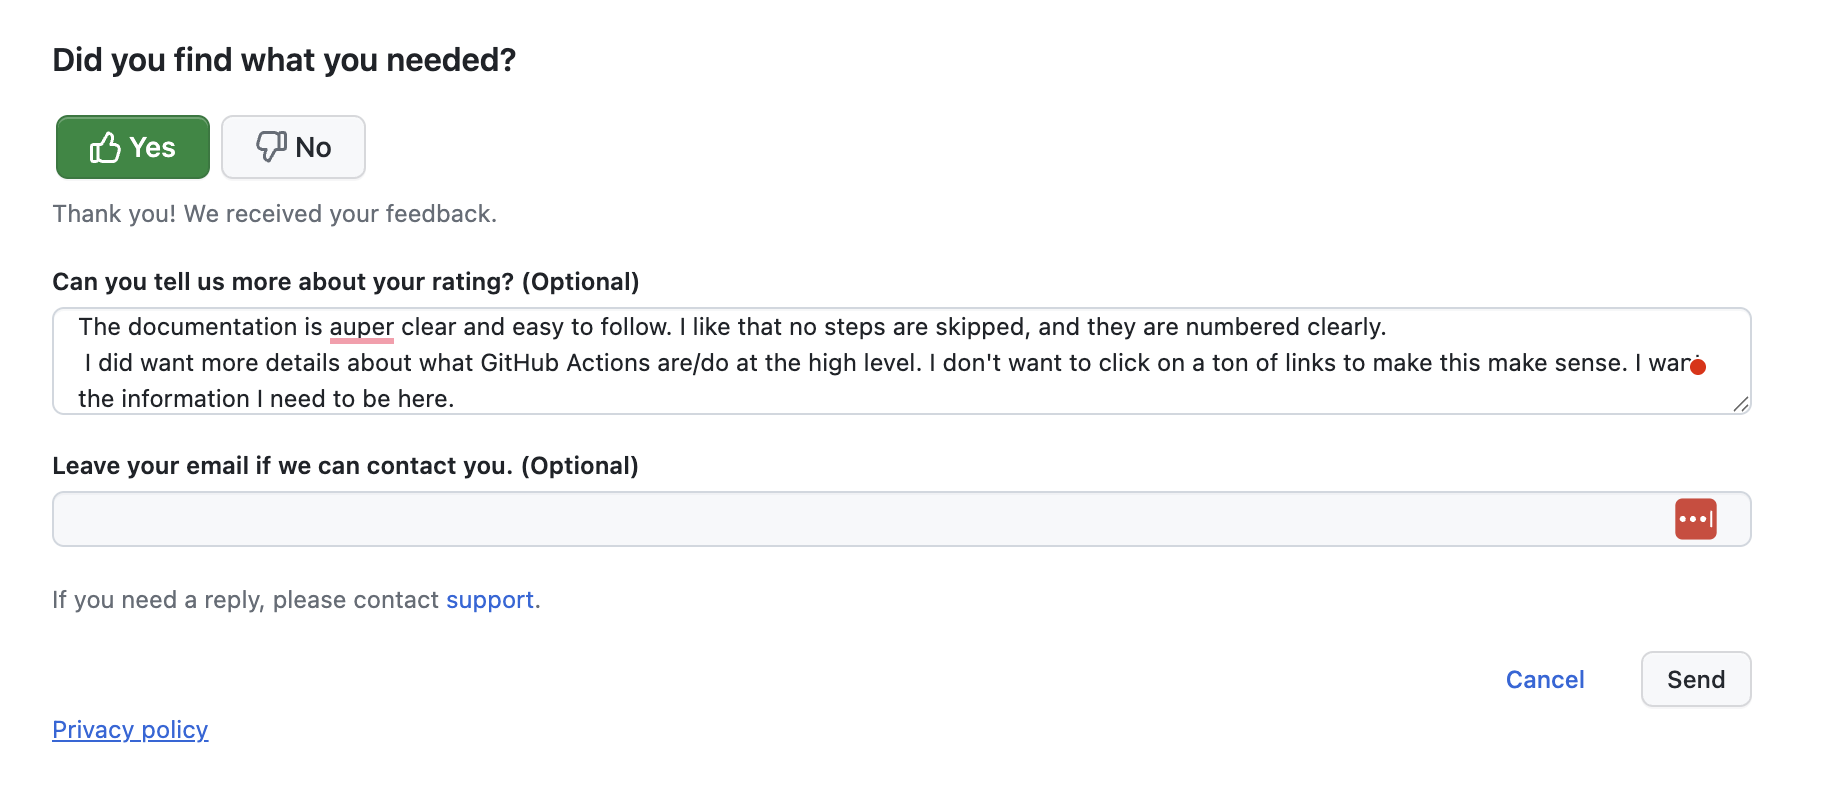 Did you find what you needed?
Yes
No
Thank you! We received your feedback.
Can you tell us more about your rating? (Optional)
The documentation is auper clear and easy to follow. I like that no steps are skipped, and they are numbered clearly.
I did want more details about what GitHub Actions are/do at the high level. I don't want to click on a ton of links to make this make sense. I want
the information I need to be here.
Leave your email if we can contact you. (Optional)
If you need a reply, please contact support.
Cancel
Send
Privacy policy